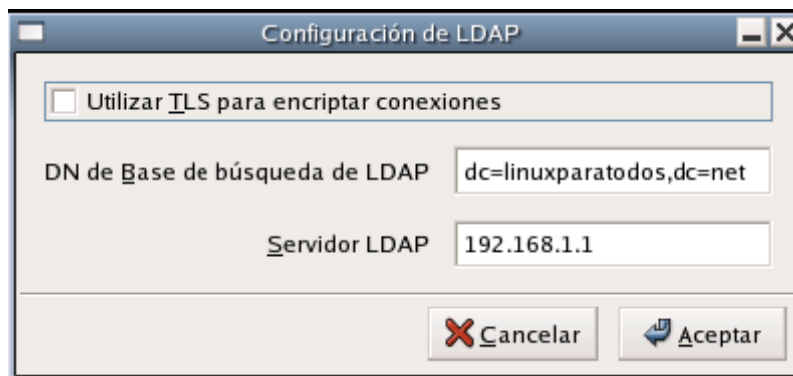 Configuración de LDAP
Utilizar TLS para encriptar conexiones
DN de Base de búsqueda de LDAP dc=linuxparatodos,dc=net
Servidor LDAP 192.168.1.1
Cancelar Aceptar